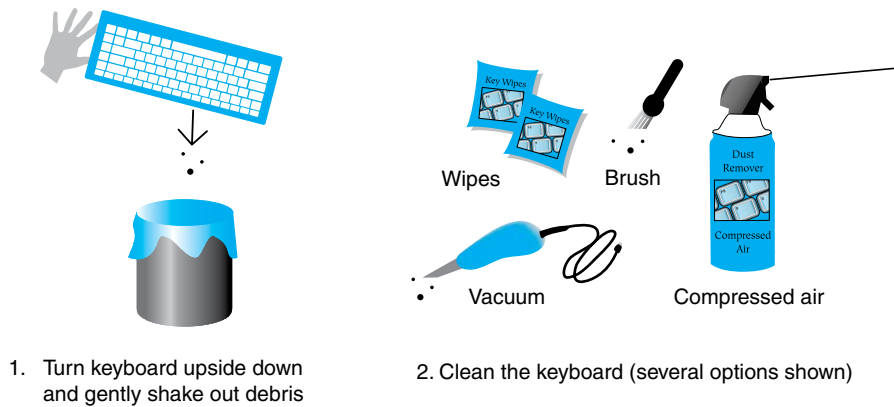 Key Wipes
Key Wipes
Wipes
Brush
Dust
Remover
Compressed
Air
Vacuum
Compressed air
1. Turn keyboard upside down
and gently shake out debris
2. Clean the keyboard (several options shown)